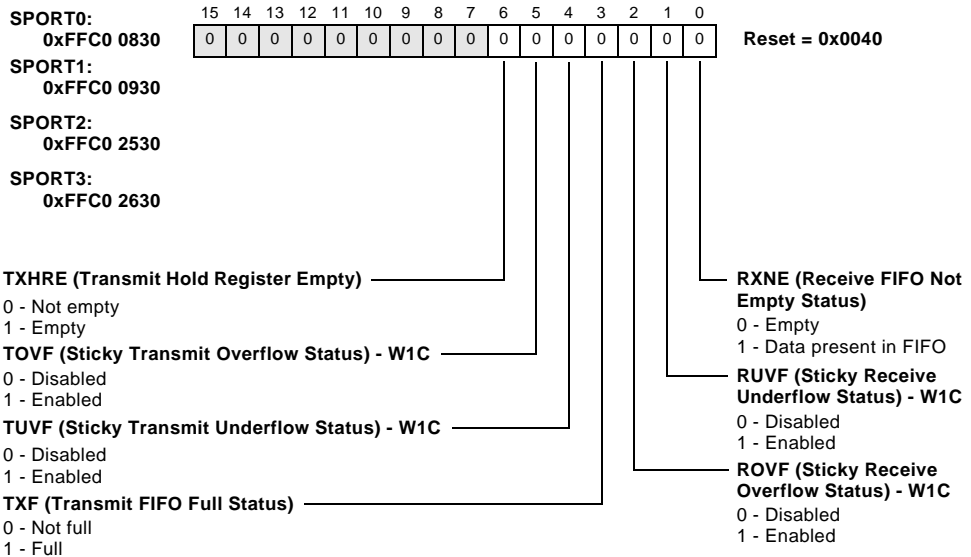 SPORT0:
0xFFC0 0830
SPORT1:
0xFFC0 0930
SPORT2:
0xFFC0 2530
SPORT3:
0xFFC0 2630
15 14 13 12 11 10 9 8 7 6 5 4 3 2 1 0
0 0 0 0 0 0 0 0 0 0 0 0 0 0 0 0
Reset = 0x0040
TXHRE (Transmit Hold Register Empty)
0 - Not empty
1 - Empty
TOVF (Sticky Transmit Overflow Status) - W1C
0 - Disabled
1 - Enabled
TUVF (Sticky Transmit Underflow Status) - W1C
0 - Disabled
1 - Enabled
TXF (Transmit FIFO Full Status)
0 - Not full
1 - Full
RXNE (Receive FIFO Not
Empty Status)
0 - Empty
1 - Data present in FIFO
RUVF (Sticky Receive
Underflow Status) - W1C
0 - Disabled
1 - Enabled
ROVF (Sticky Receive
Overflow Status) - W1C
0 - Disabled
1 - Enabled